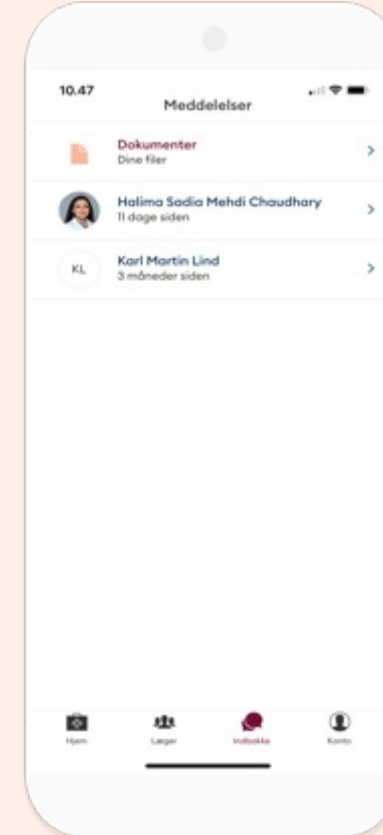 10.47
Meddelelser
Dokumenter
Dine filer
Halima Sadia Mehdi Chaudhary
11 dage siden
KL
Karl Martin Lind
3 måneder siden
Hjem
Læger
Indbakke
Konto